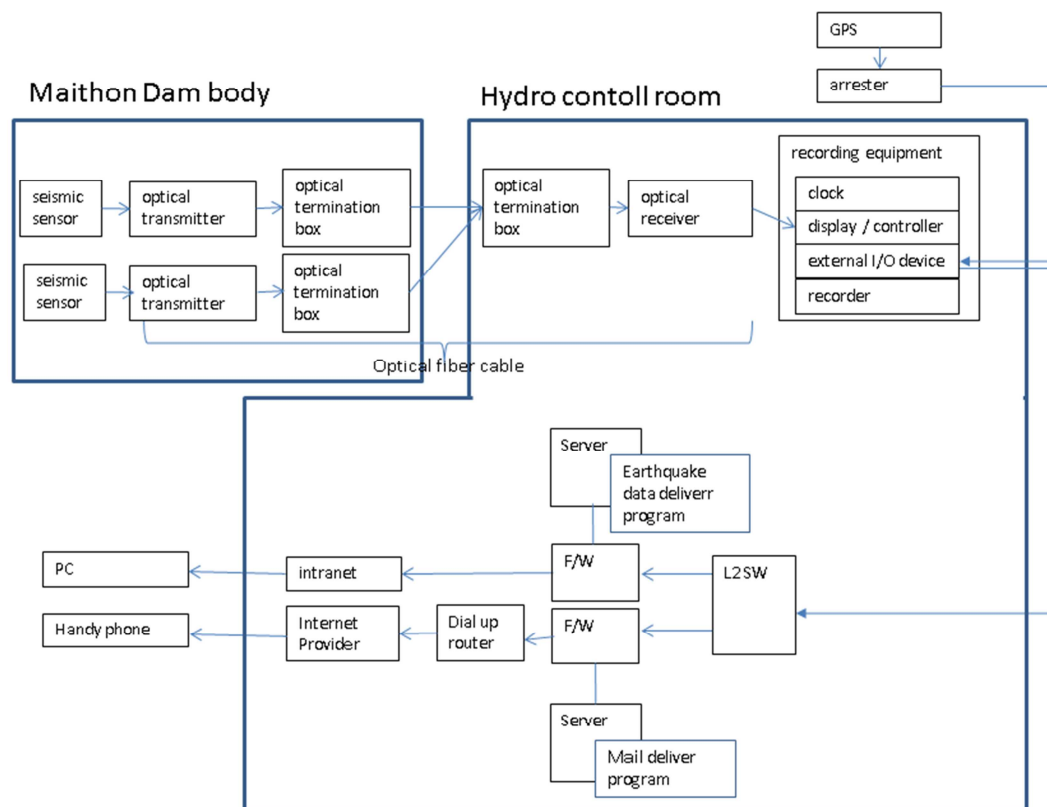 GPS
arrester
Maithon Dam body
Hydro contoll room
recording equipment
clock
display / controller
external I/O device
recorder
seismic
sensor
optical
transmitter
optical
termination
box
optical
termination
box
optical
receiver
seismic
sensor
optical
transmitter
optical
termination
box
Optical fiber cable
Server
Earthquake
data deliverr
program
PC
intranet
F/W
L2SW
Handy phone
Internet
Provider
Dial up
router
F/W
Server
Mail deliver
program